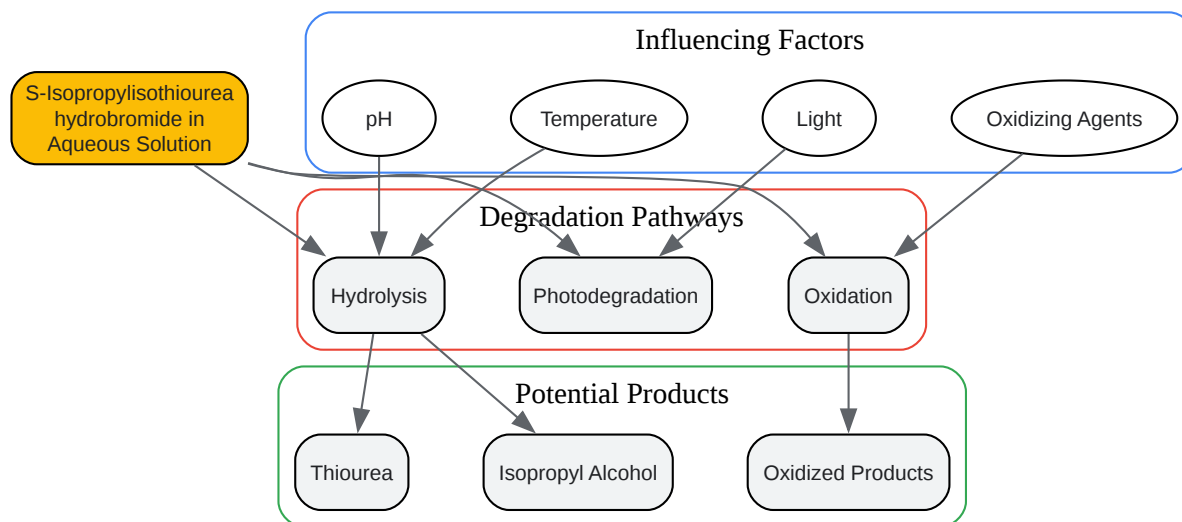 Influencing Factors
S-Isopropylisothiourea
hydrobromide in
Aqueous Solution
pH
Temperature
Light
Oxidizing Agents
Degradation Pathways
Hydrolysis
Photodegradation
Oxidation
Potential Products
Thiourea
Isopropyl Alcohol
Oxidized Products